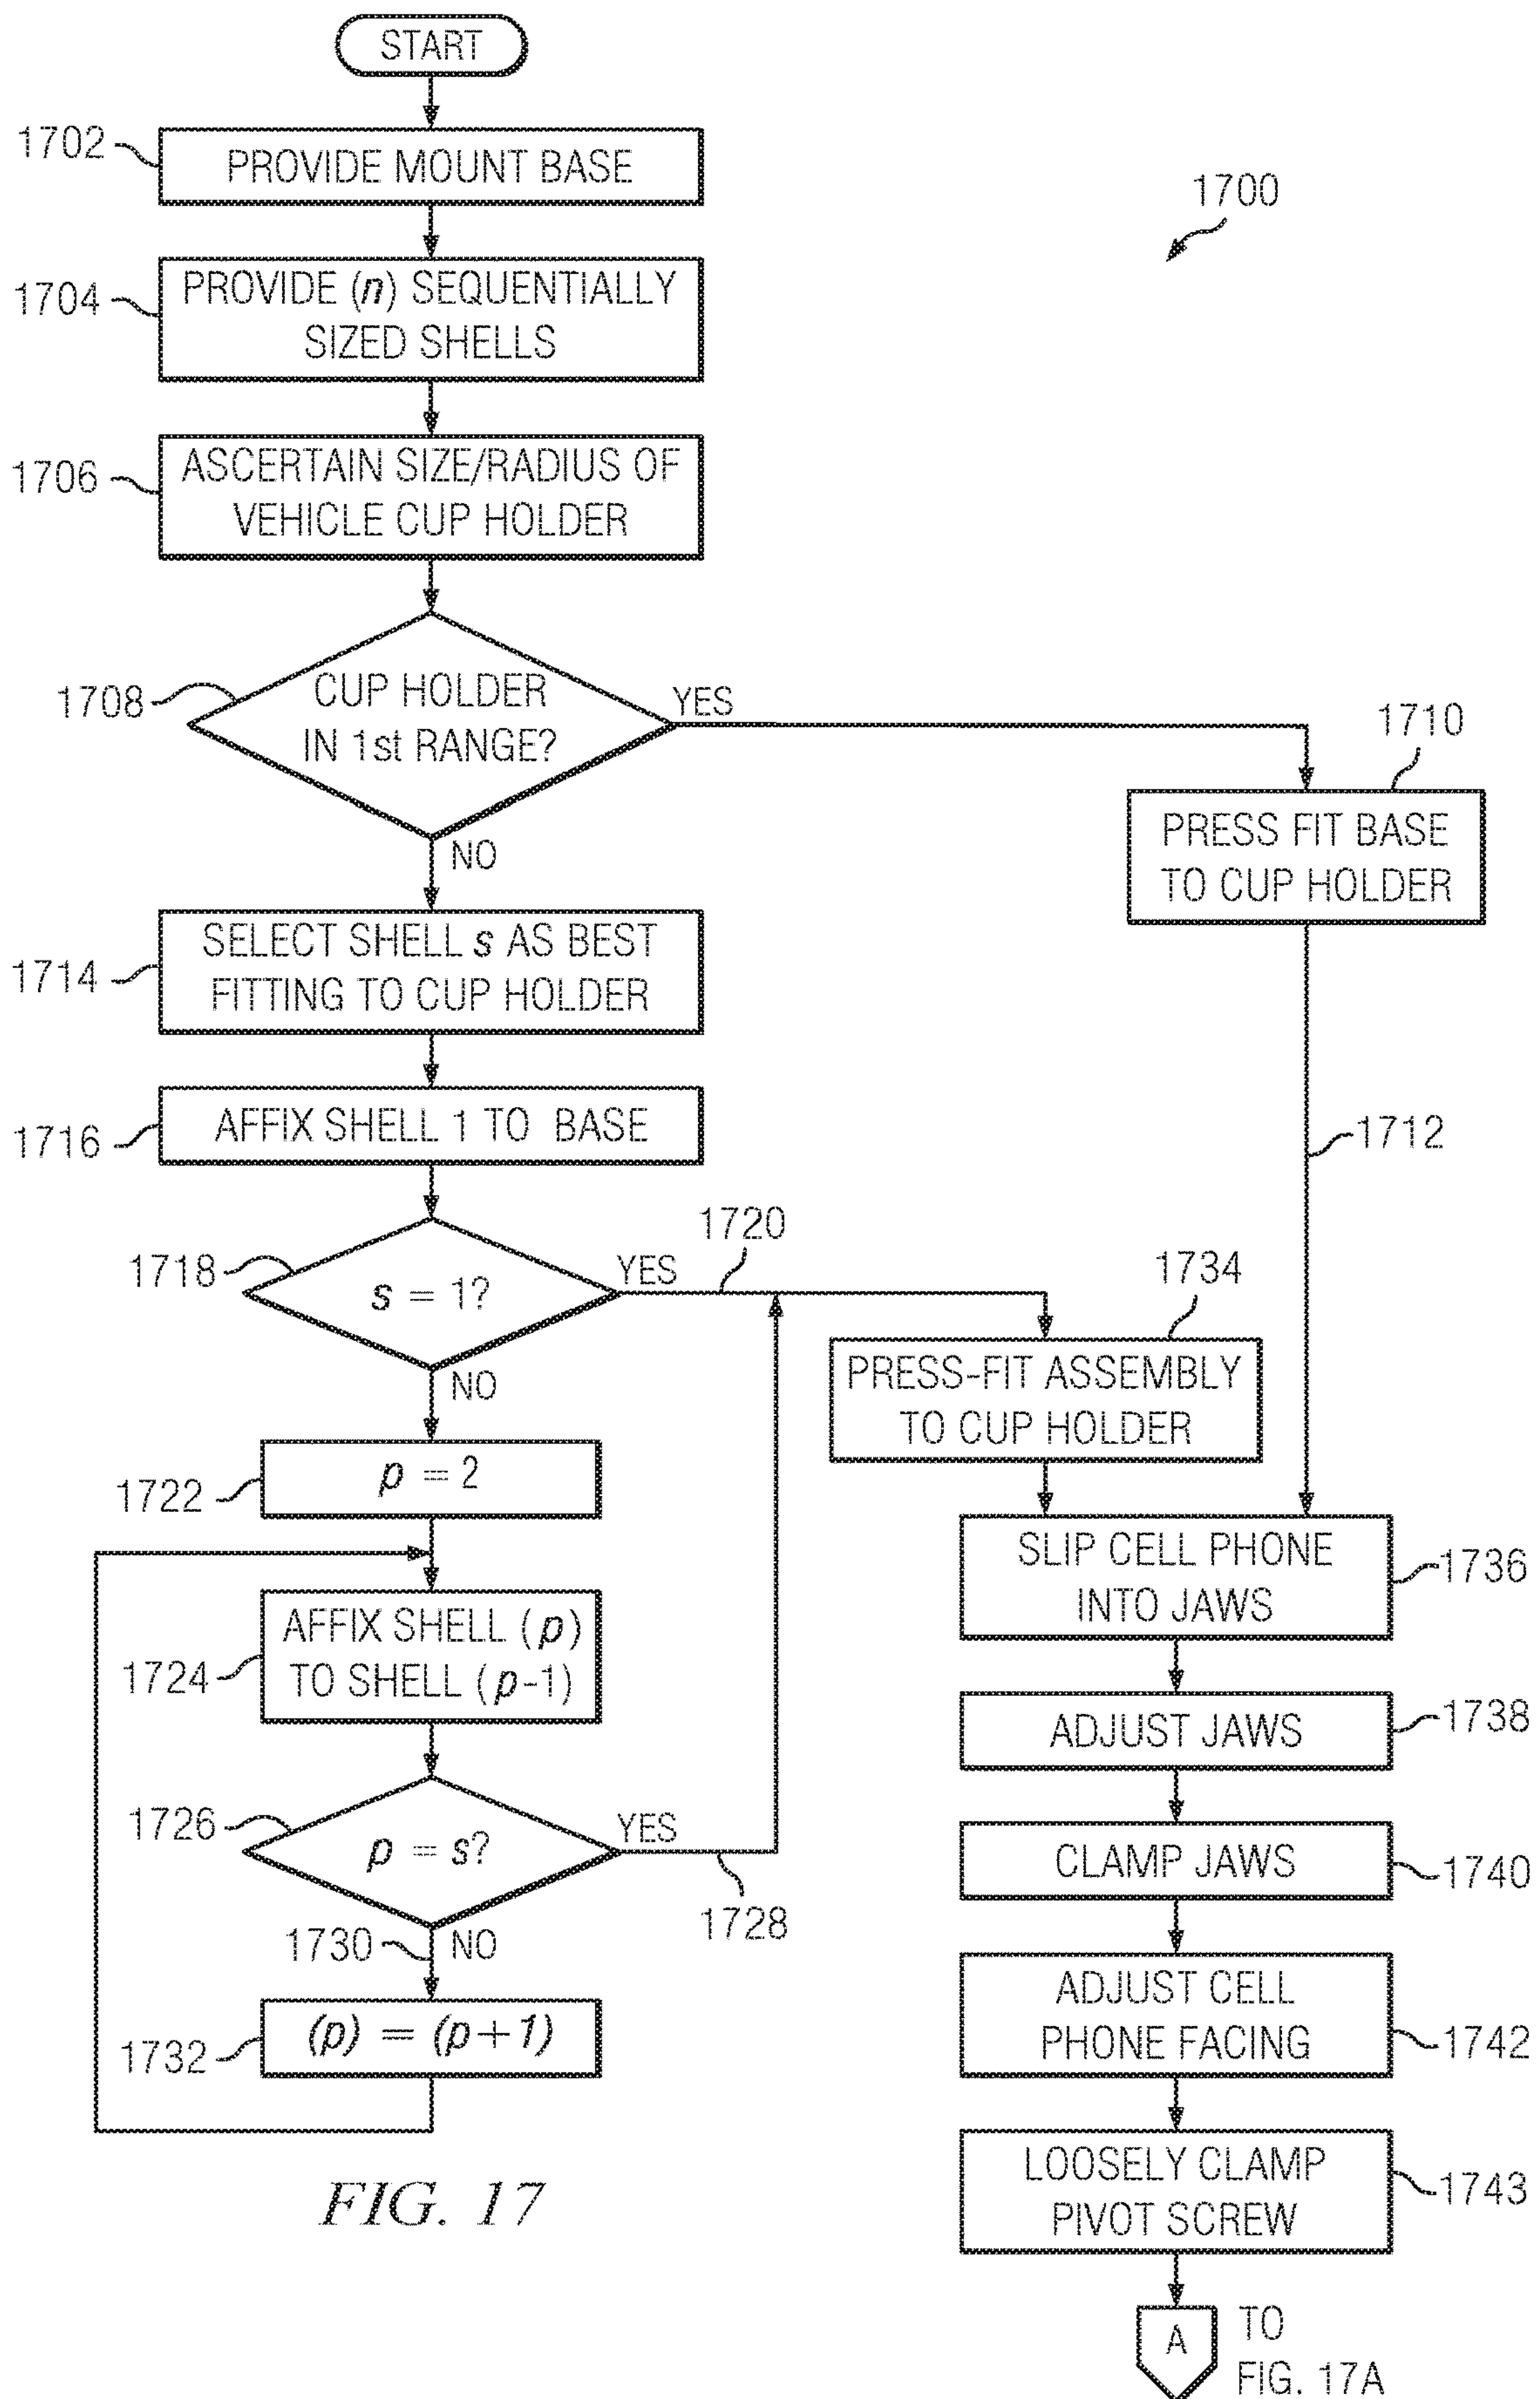 START
1702
PROVIDE MOUNT BASE
1700
1704
PROVIDE (n) SEQUENTIALLY
SIZED SHELLS
1706
ASCERTAIN SIZE/RADIUS OF
VEHICLE CUP HOLDER
1708
CUP HOLDER
IN 1st RANGE?
YES
NO
1710
PRESS FIT BASE
TO CUP HOLDER
1712
1714
SELECT SHELL s AS BEST
FITTING TO CUP HOLDER
1716
AFFIX SHELL 1 TO BASE
1718
s = 1?
YES
1720
NO
1734
PRESS-FIT ASSEMBLY
TO CUP HOLDER
1722
p = 2
1724
AFFIX SHELL (p)
TO SHELL (p-1)
1726
p = s?
YES
1728
1730
NO
1732
(p) = (p+1)
SLIP CELL PHONE
INTO JAWS
1736
ADJUST JAWS
1738
CLAMP JAWS
1740
ADJUST CELL
PHONE FACING
1742
LOOSELY CLAMP
PIVOT SCREW
1743
A
TO
FIG. 17A
FIG. 17